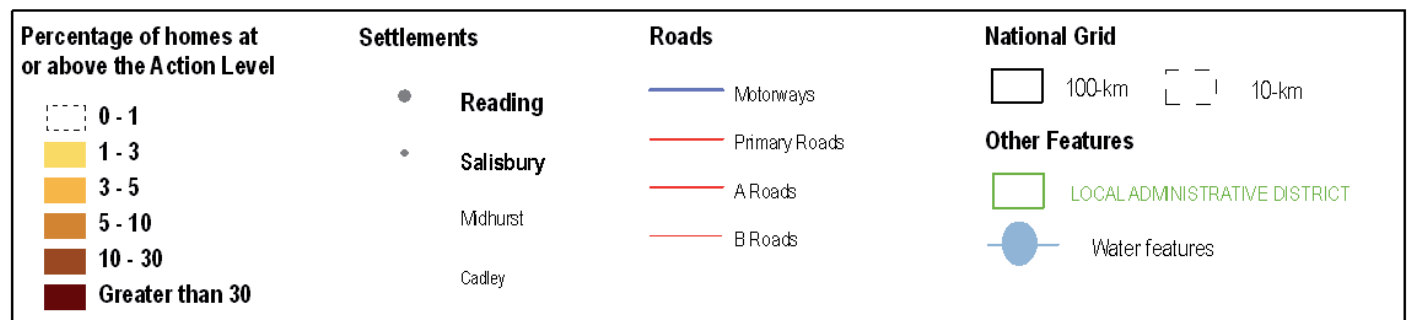 Percentage of homes at
or above the Action Level
0 - 1
1 - 3
3 - 5
5 - 10
10 - 30
Greater than 30
Settlements
Reading
Salisbury
Midhurst
Cadley
Roads
Motorways
Primary Roads
A Roads
B Roads
National Grid
100-km 10-km
Other Features
LOCAL ADMINISTRATIVE DISTRICT
Water features